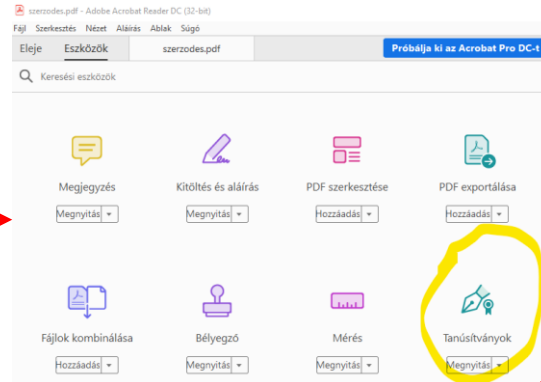 szerzodes.pdf - Adobe Acrobat Reader DC (32-bit)
Fájl Szerkesztés Nézet Aláírás Ablak Súgó
Eleje Eszközök szerzodes.pdf Próbálja ki az Acrobat Pro DC-t
Keresési eszközök
Megjegyzés Kitöltés és aláírás PDF szerkesztése PDF exportálása
Megnyitás Megnyitás Hozzáadás Hozzáadás
Fájlok kombinálása Bélyegző Mérés Tanúsítványok
Hozzáadás Megnyitás Megnyitás Megnyitás